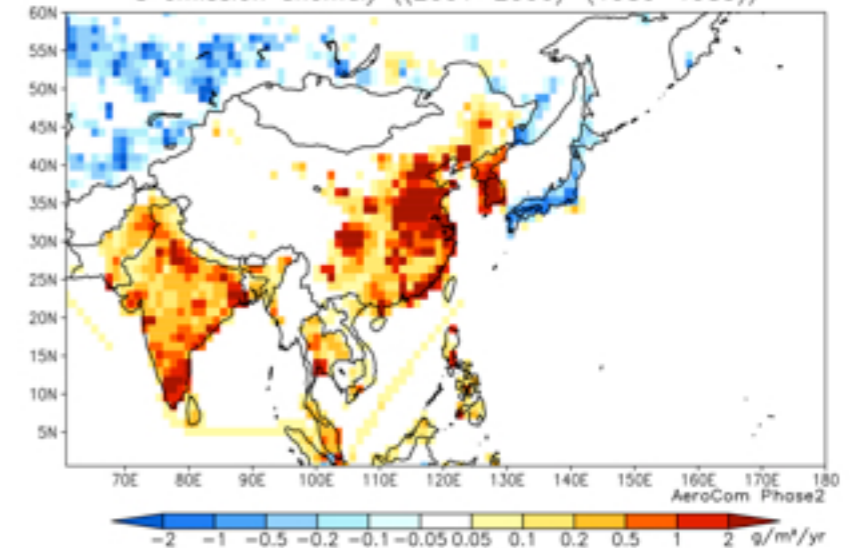 60N
55N
50N
45N
40N
35N
30N
25N
20N
15N
10N
5N
70E 80E 90E 100E 110E 120E 130E 140E 150E 160E 170E 180
AeroCom Phase2
-2 -1 -0.5 -0.2 -0.1 -0.05 0.05 0.1 0.2 0.5 1 2 g/m²/yr